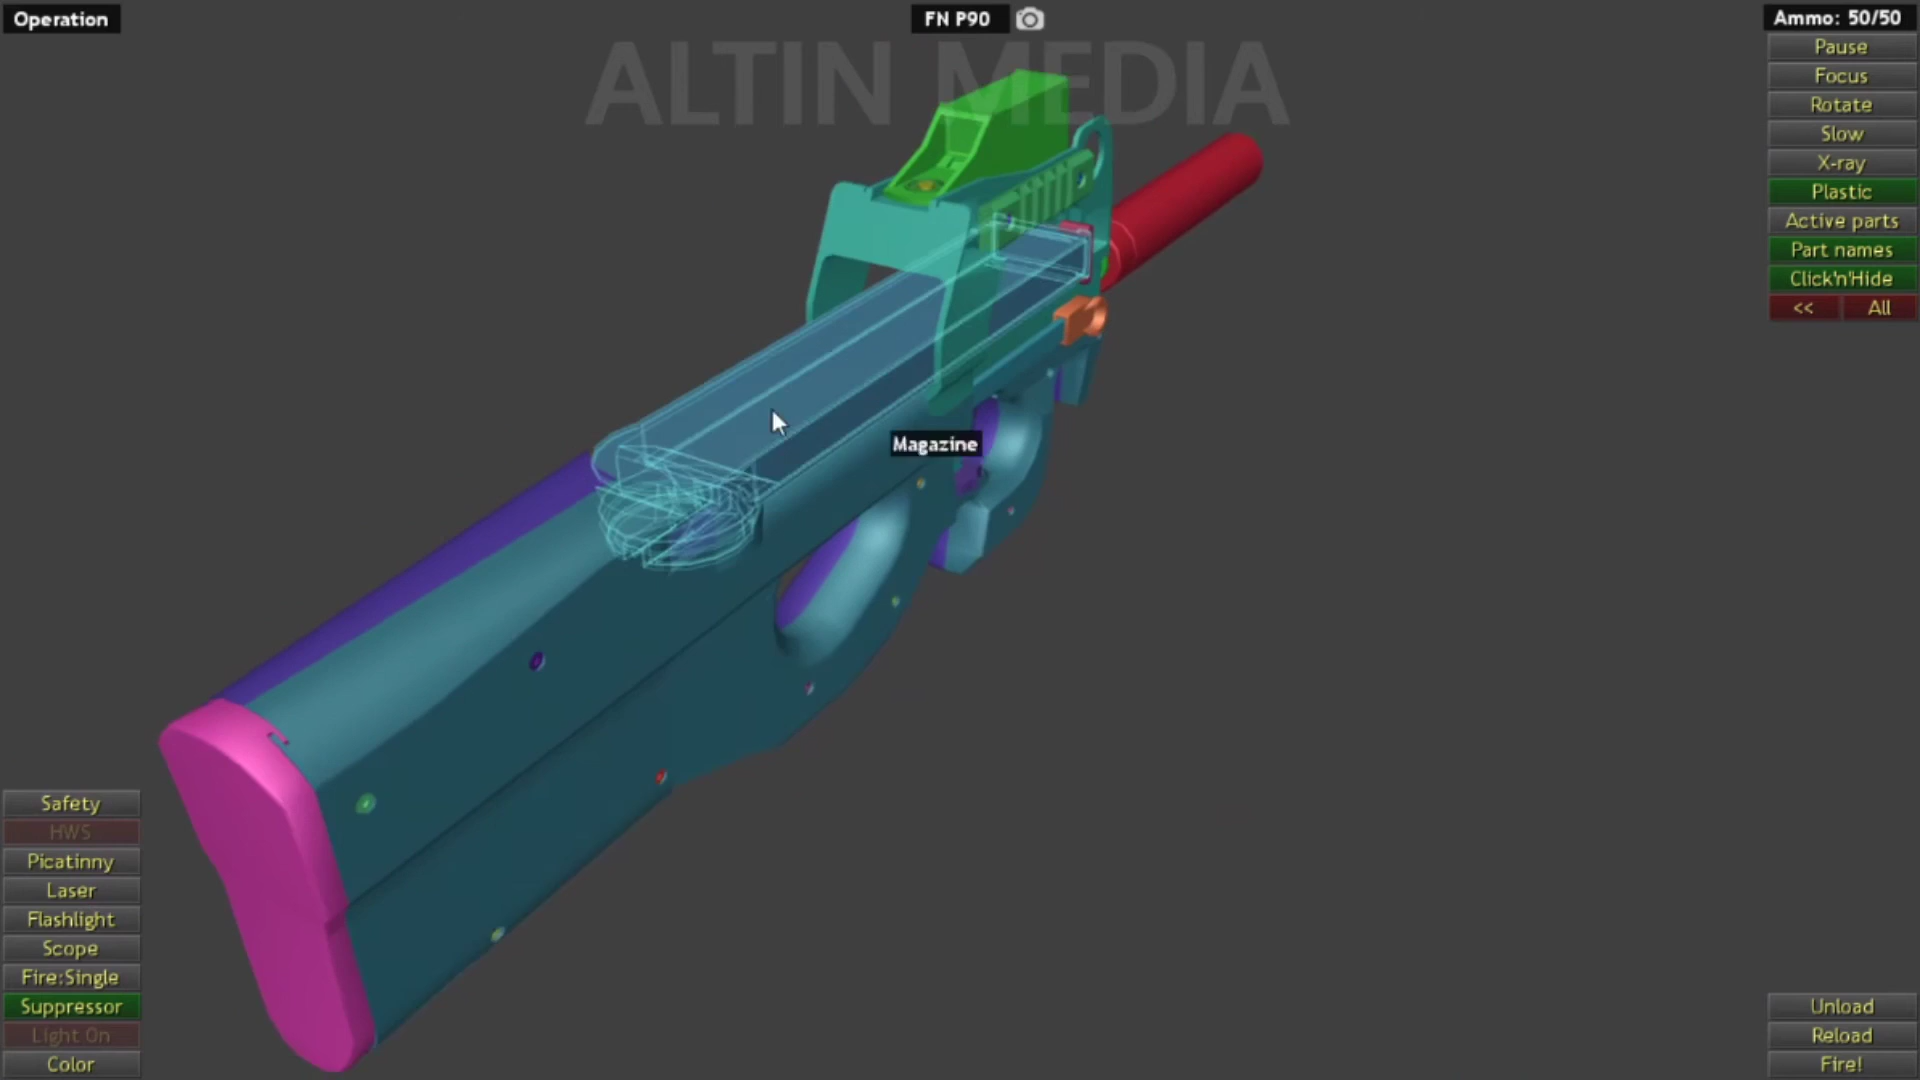 Operation
FN P90
Ammo: 50/50
ALTIN MEDIA
Pause
Focus
Rotate
Slow
X-ray
Plastic
Active parts
Part names
Click'n'Hide
<< All
Magazine
Safety
HWS
Picatinny
Laser
Flashlight
Scope
Fire:Single
Suppressor
Light On
Color
Unload
Reload
Fire!